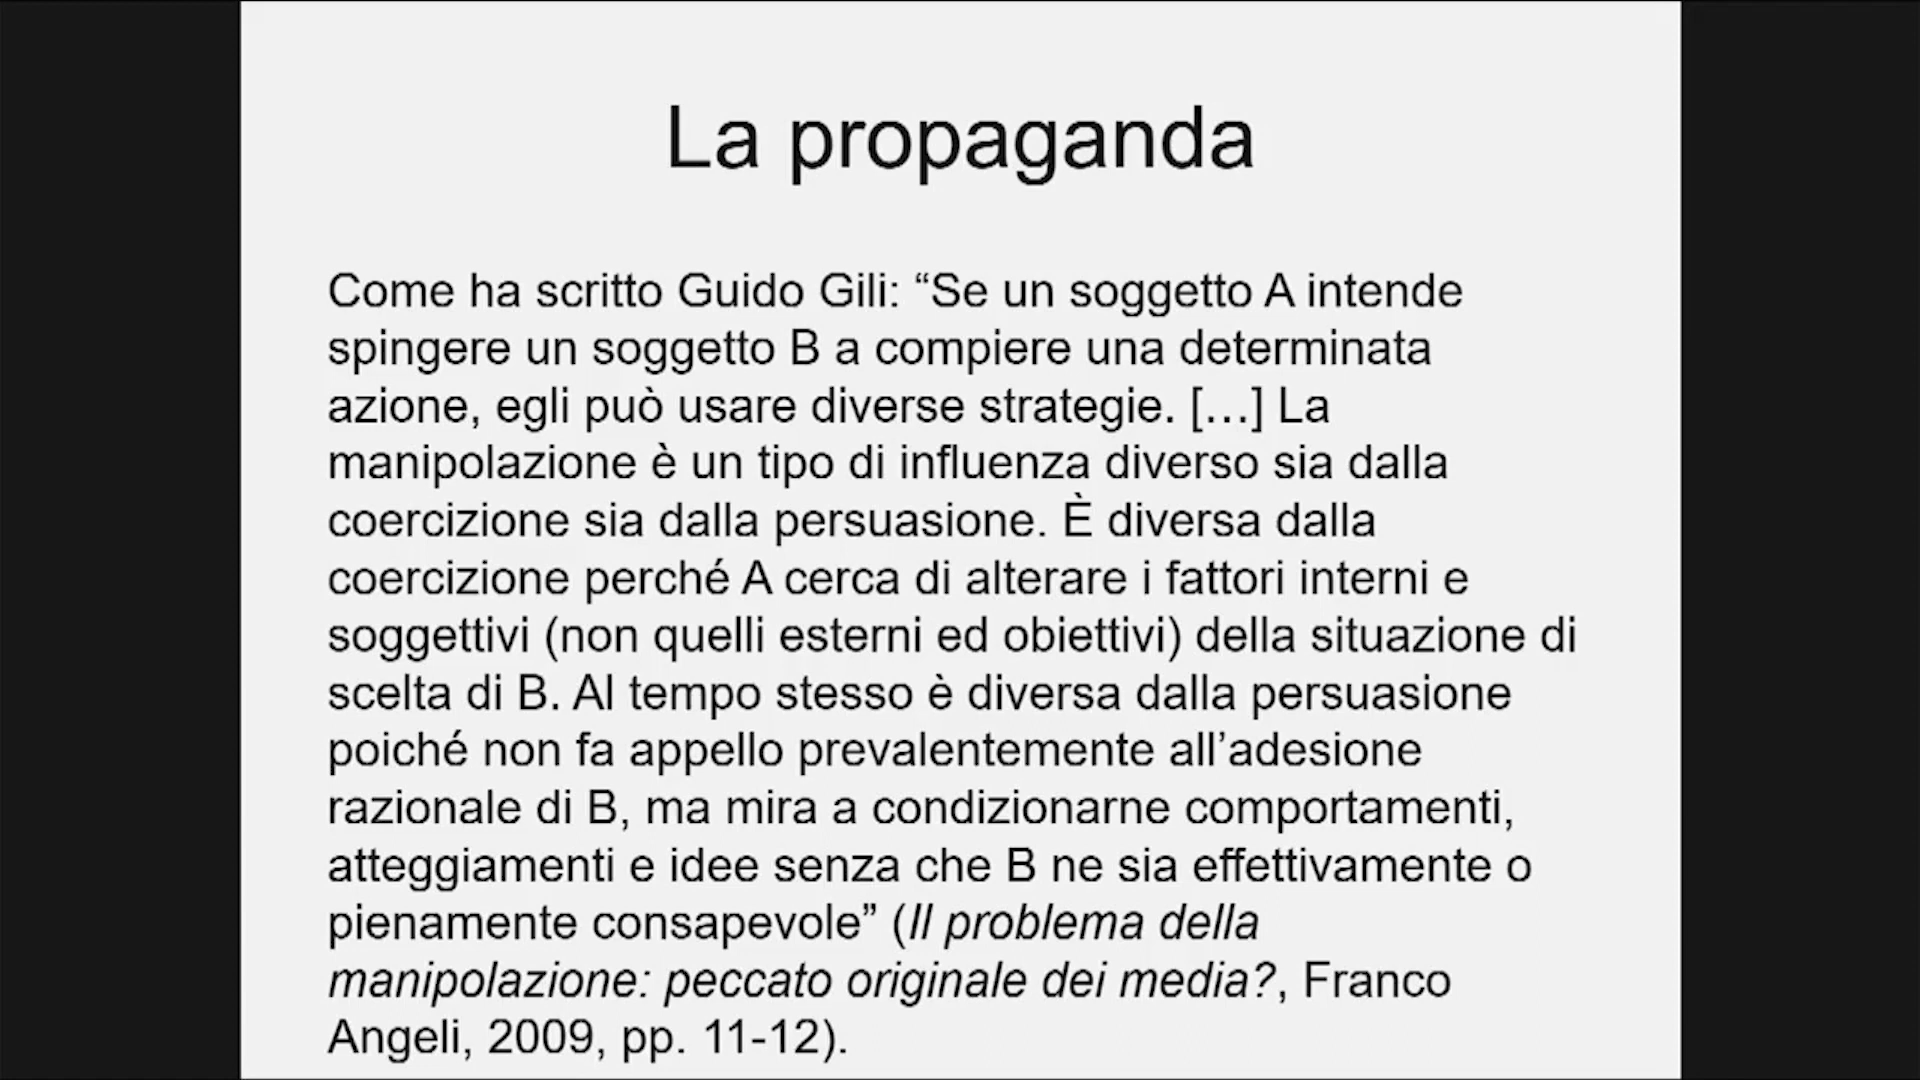 La propaganda
Come ha scritto Guido Gili: “Se un soggetto A intende
spingere un soggetto B a compiere una determinata
azione, egli può usare diverse strategie. […] La
manipolazione è un tipo di influenza diverso sia dalla
coercizione sia dalla persuasione. È diversa dalla
coercizione perché A cerca di alterare i fattori interni e
soggettivi (non quelli esterni ed obiettivi) della situazione di
scelta di B. Al tempo stesso è diversa dalla persuasione
poiché non fa appello prevalentemente all’adesione
razionale di B, ma mira a condizionarne comportamenti,
atteggiamenti e idee senza che B ne sia effettivamente o
pienamente consapevole” (Il problema della
manipolazione: peccato originale dei media?, Franco
Angeli, 2009, pp. 11-12).